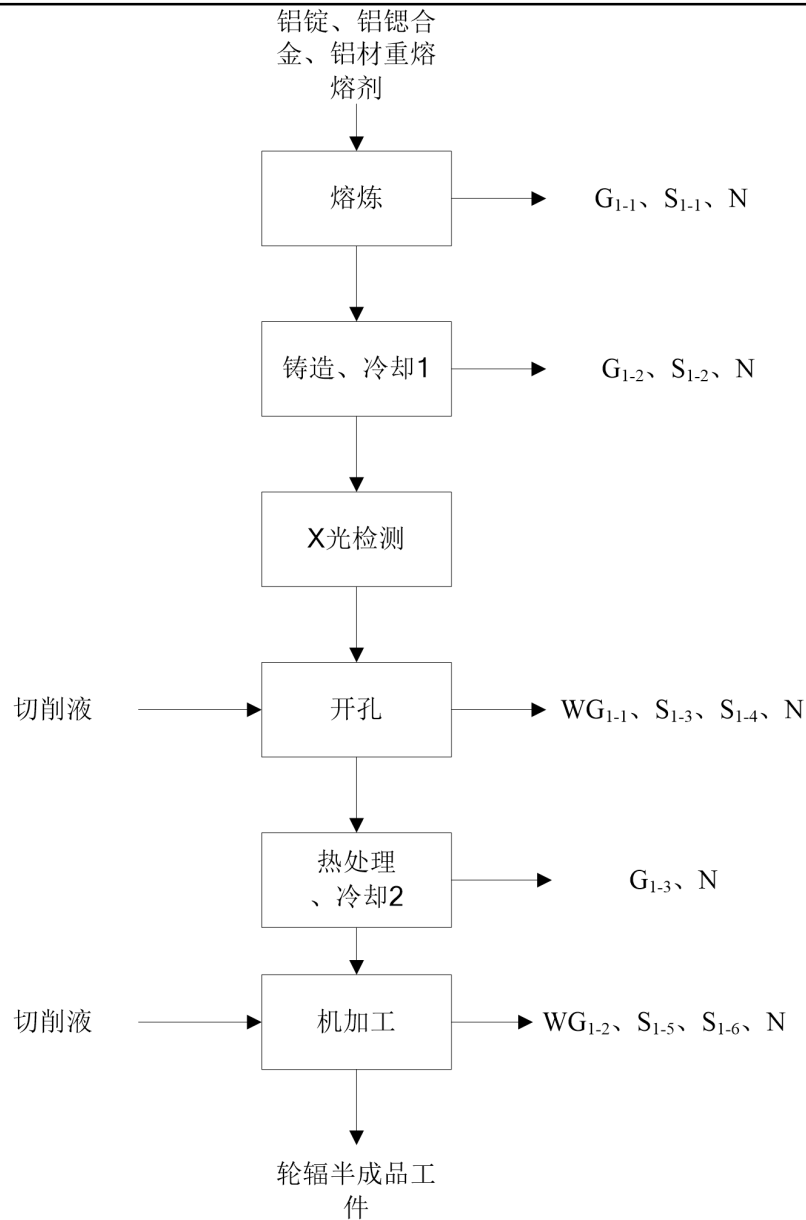 铝锭、铝锶合
金、铝材重熔
熔剂
熔炼
G1-1、S1-1、N
铸造、冷却1
G1-2、S1-2、N
X光检测
切削液
开孔
WG1-1、S1-3、S1-4、N
热处理
、冷却2
G1-3、N
切削液
机加工
WG1-2、S1-5、S1-6、N
轮辐半成品工
件